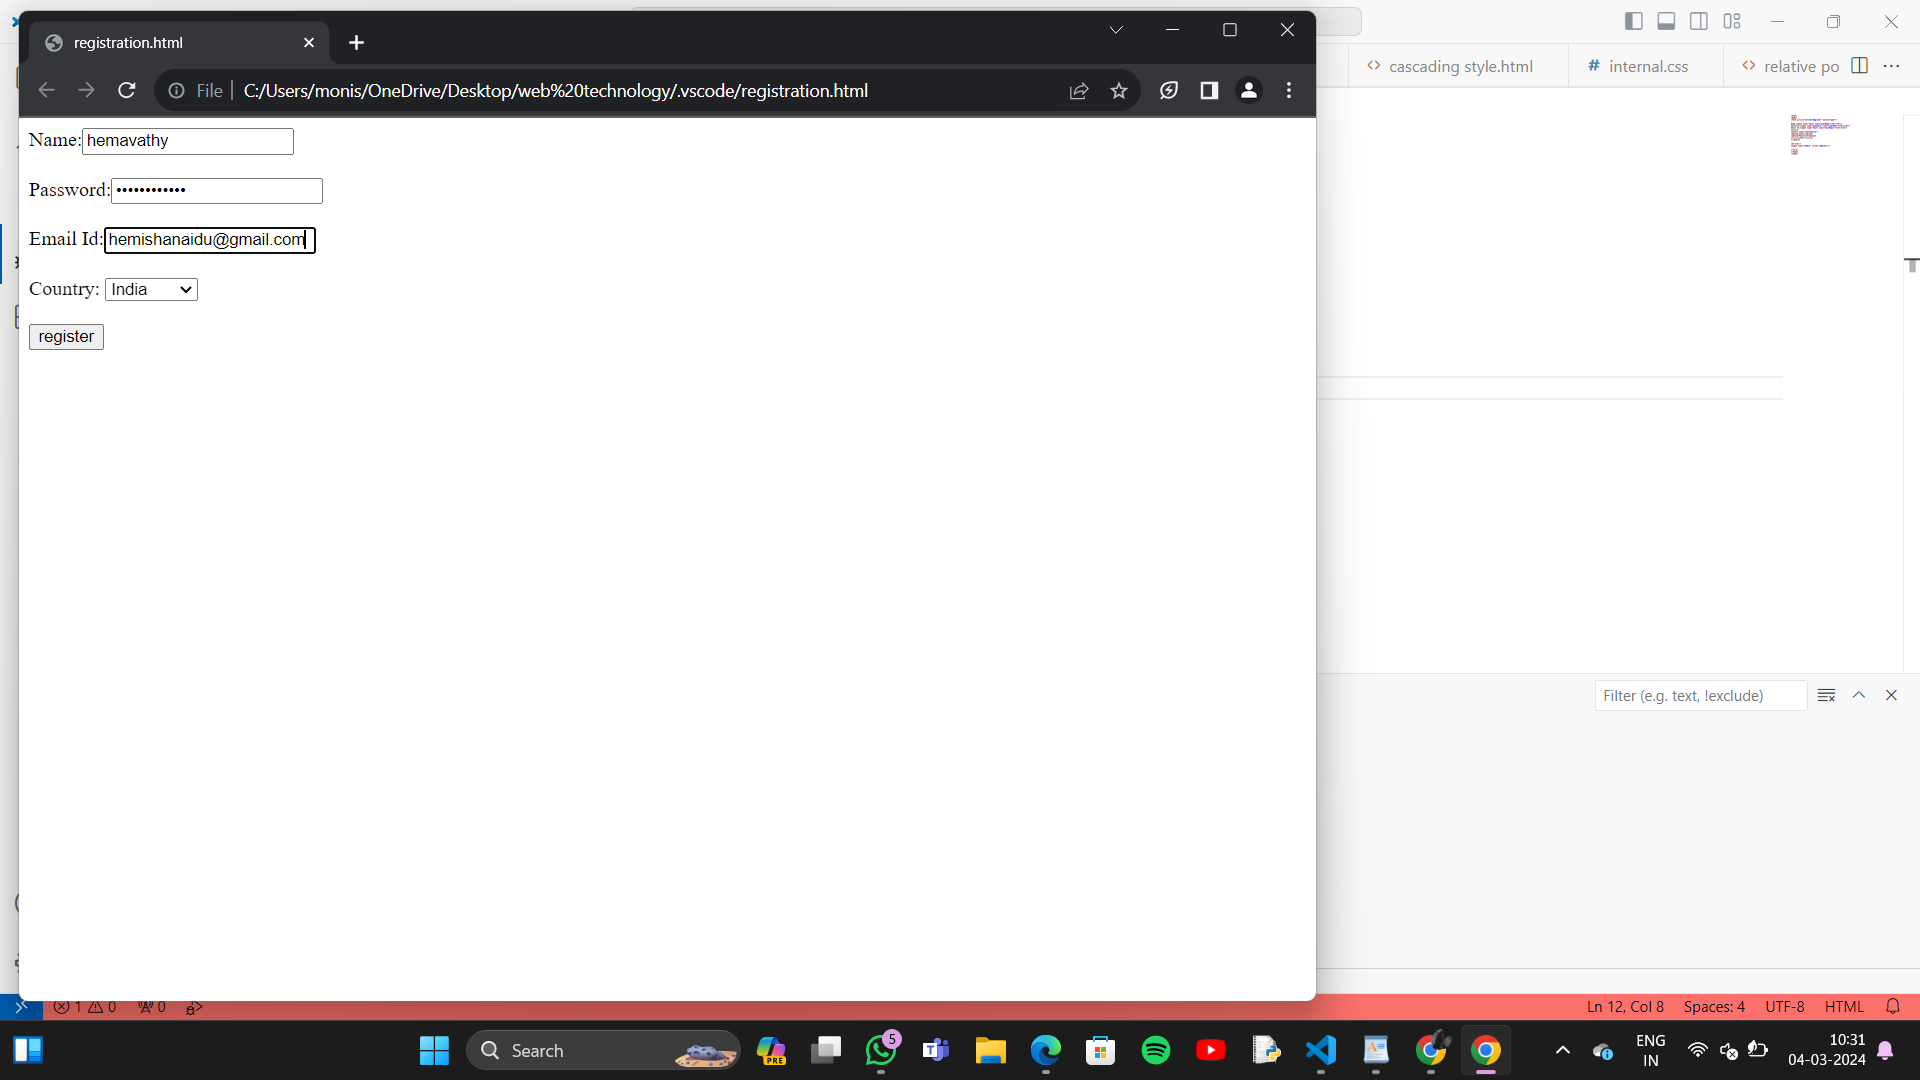 registration.html
File C:/Users/monis/OneDrive/Desktop/web%20technology/.vscode/registration.html
cascading style.html
internal.css
relative po
Name: hemavathy
Password: ••••••••••••
Email Id: hemishanaidu@gmail.com
Country: India
register
Filter (e.g. text, !exclude)
1 0 0
Ln 12, Col 8 Spaces: 4 UTF-8 HTML
Search
PRE
5
ENG
IN
10:31
04-03-2024